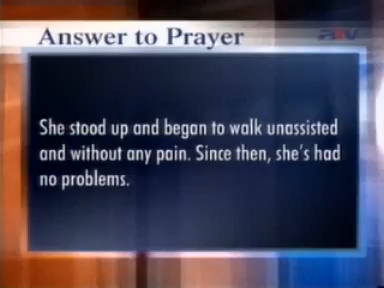 Answer to Prayer
She stood up and began to walk unassisted
and without any pain. Since then, she's had
no problems.